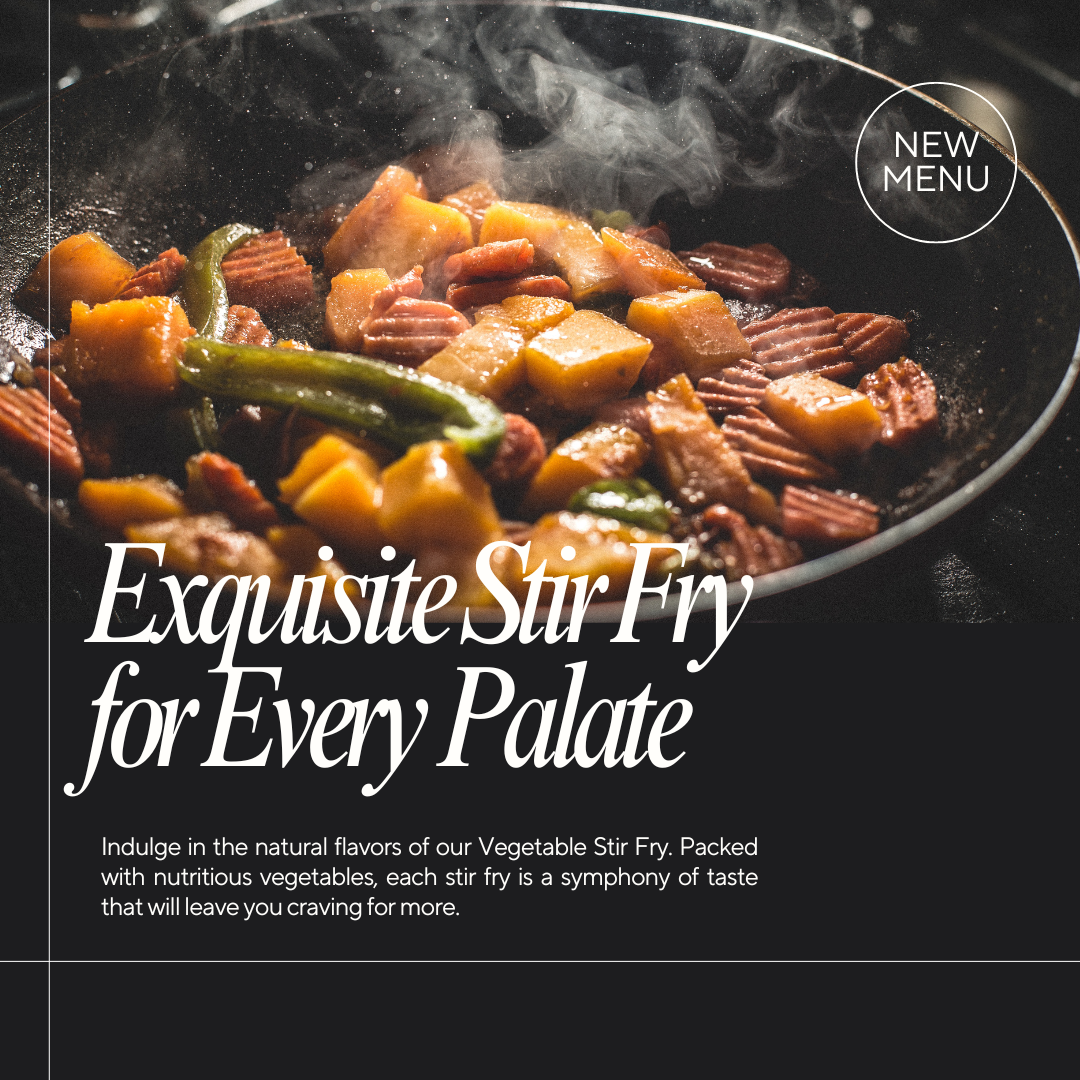 NEW
MENU
Exquisite Stir Fry
for Every Palate
Indulge in the natural flavors of our Vegetable Stir Fry. Packed
with nutritious vegetables, each stir fry is a symphony of taste
that will leave you craving for more.